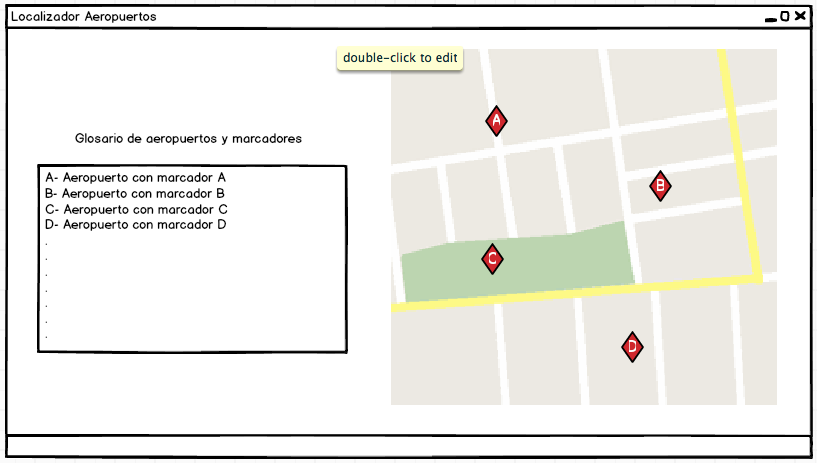 Localizador Aeropuertos
double-click to edit
Glosario de aeropuertos y marcadores
A- Aeropuerto con marcador A
B- Aeropuerto con marcador B
C- Aeropuerto con marcador C
D- Aeropuerto con marcador D
.
.
.
.
.
.
.
A
B
C
D